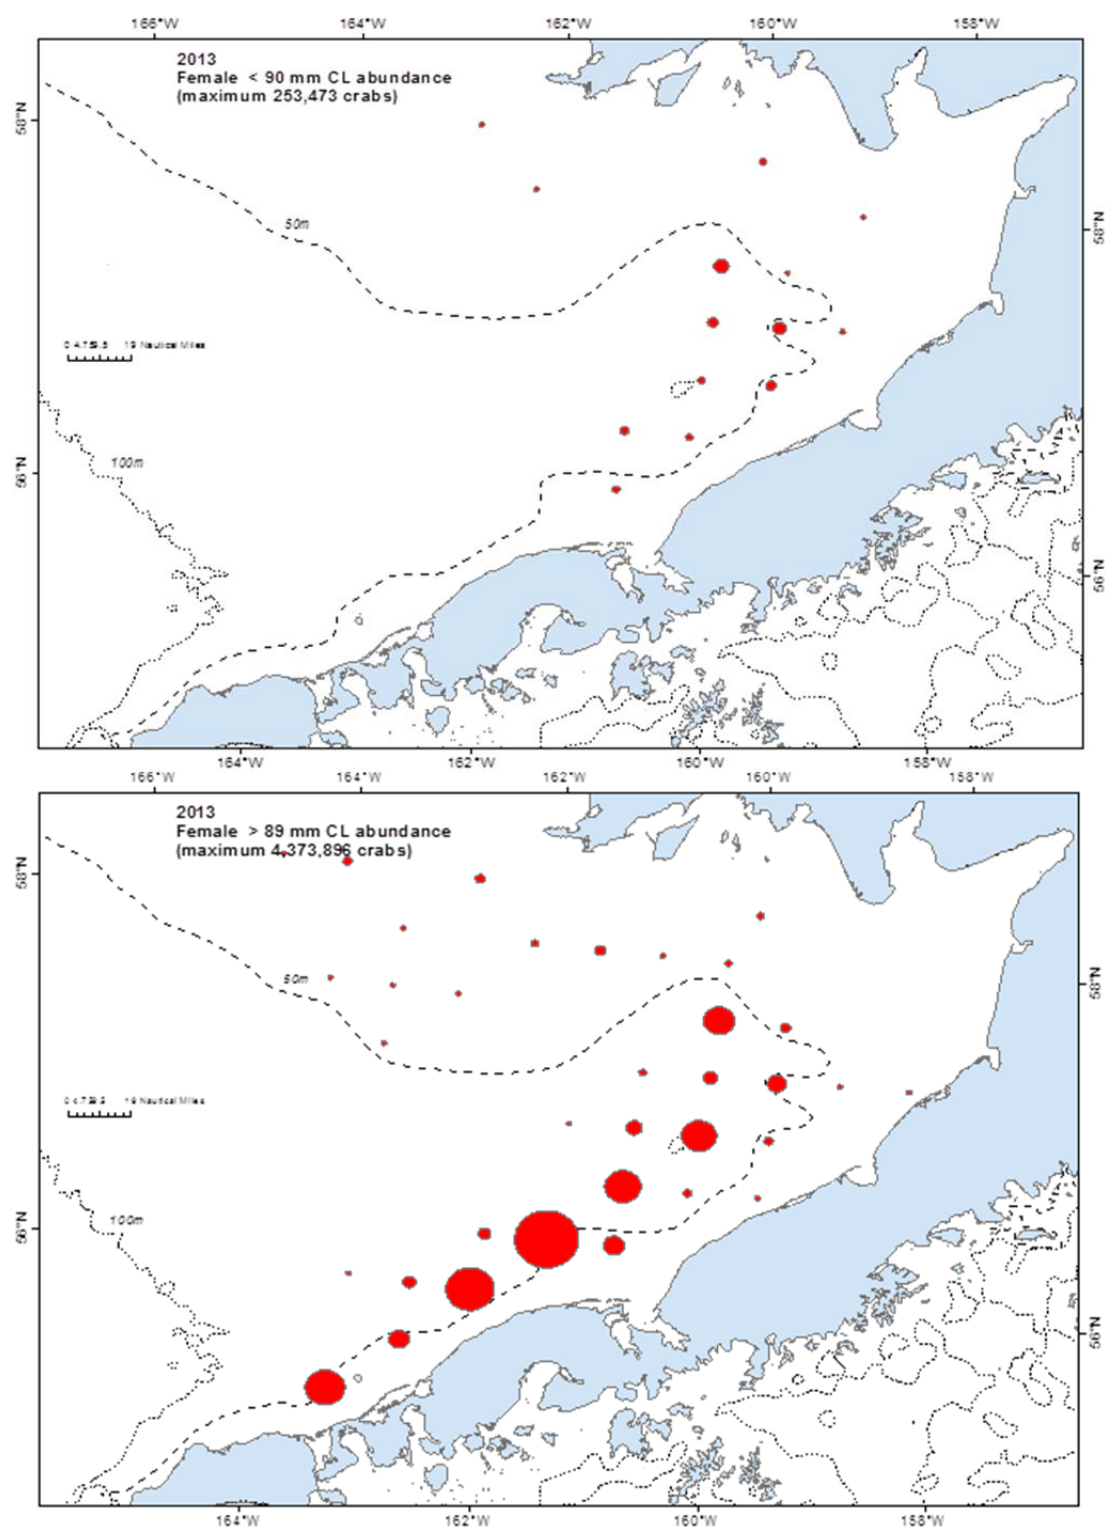 166°W 164°W 162°W 160°W 158°W
2013
Female < 90 mm CL abundance
(maximum 253,473 crabs)
58°N
50m
58°N
19 Nautical Miles
100m
56°N
56°N
164°W 162°W 160°W 158°W
166°W 164°W 162°W 160°W 158°W
2013
Female > 89 mm CL abundance
(maximum 4,373,896 crabs)
58°N
50m
58°N
19 Nautical Miles
100m
56°N
56°N
164°W 162°W 160°W 158°W